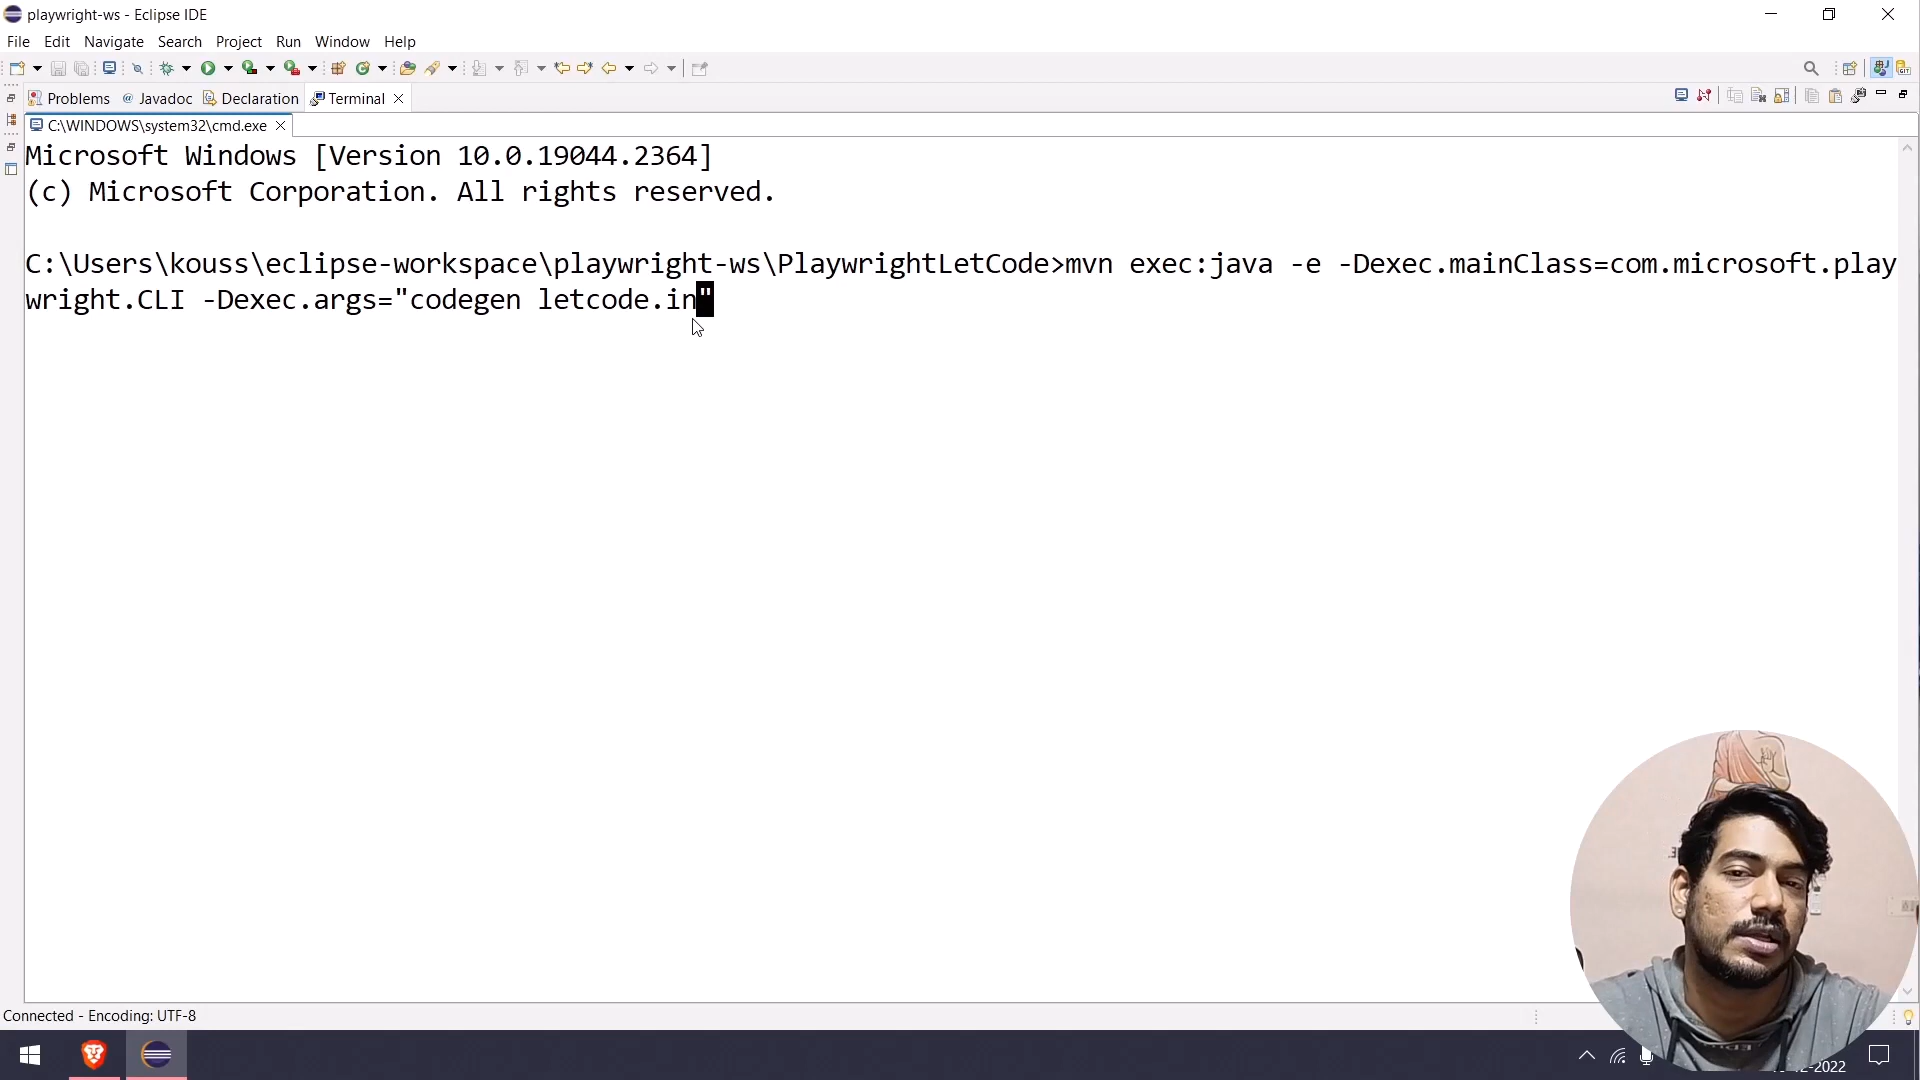 playwright-ws - Eclipse IDE
File Edit Navigate Search Project Run Window Help
Problems Javadoc Declaration Terminal
C:\WINDOWS\system32\cmd.exe
Microsoft Windows [Version 10.0.19044.2364]
(c) Microsoft Corporation. All rights reserved.
C:\Users\kouss\eclipse-workspace\playwright-ws\PlaywrightLetCode>mvn exec:java -e -Dexec.mainClass=com.microsoft.play
wright.CLI -Dexec.args="codegen letcode.in"
Connected - Encoding: UTF-8